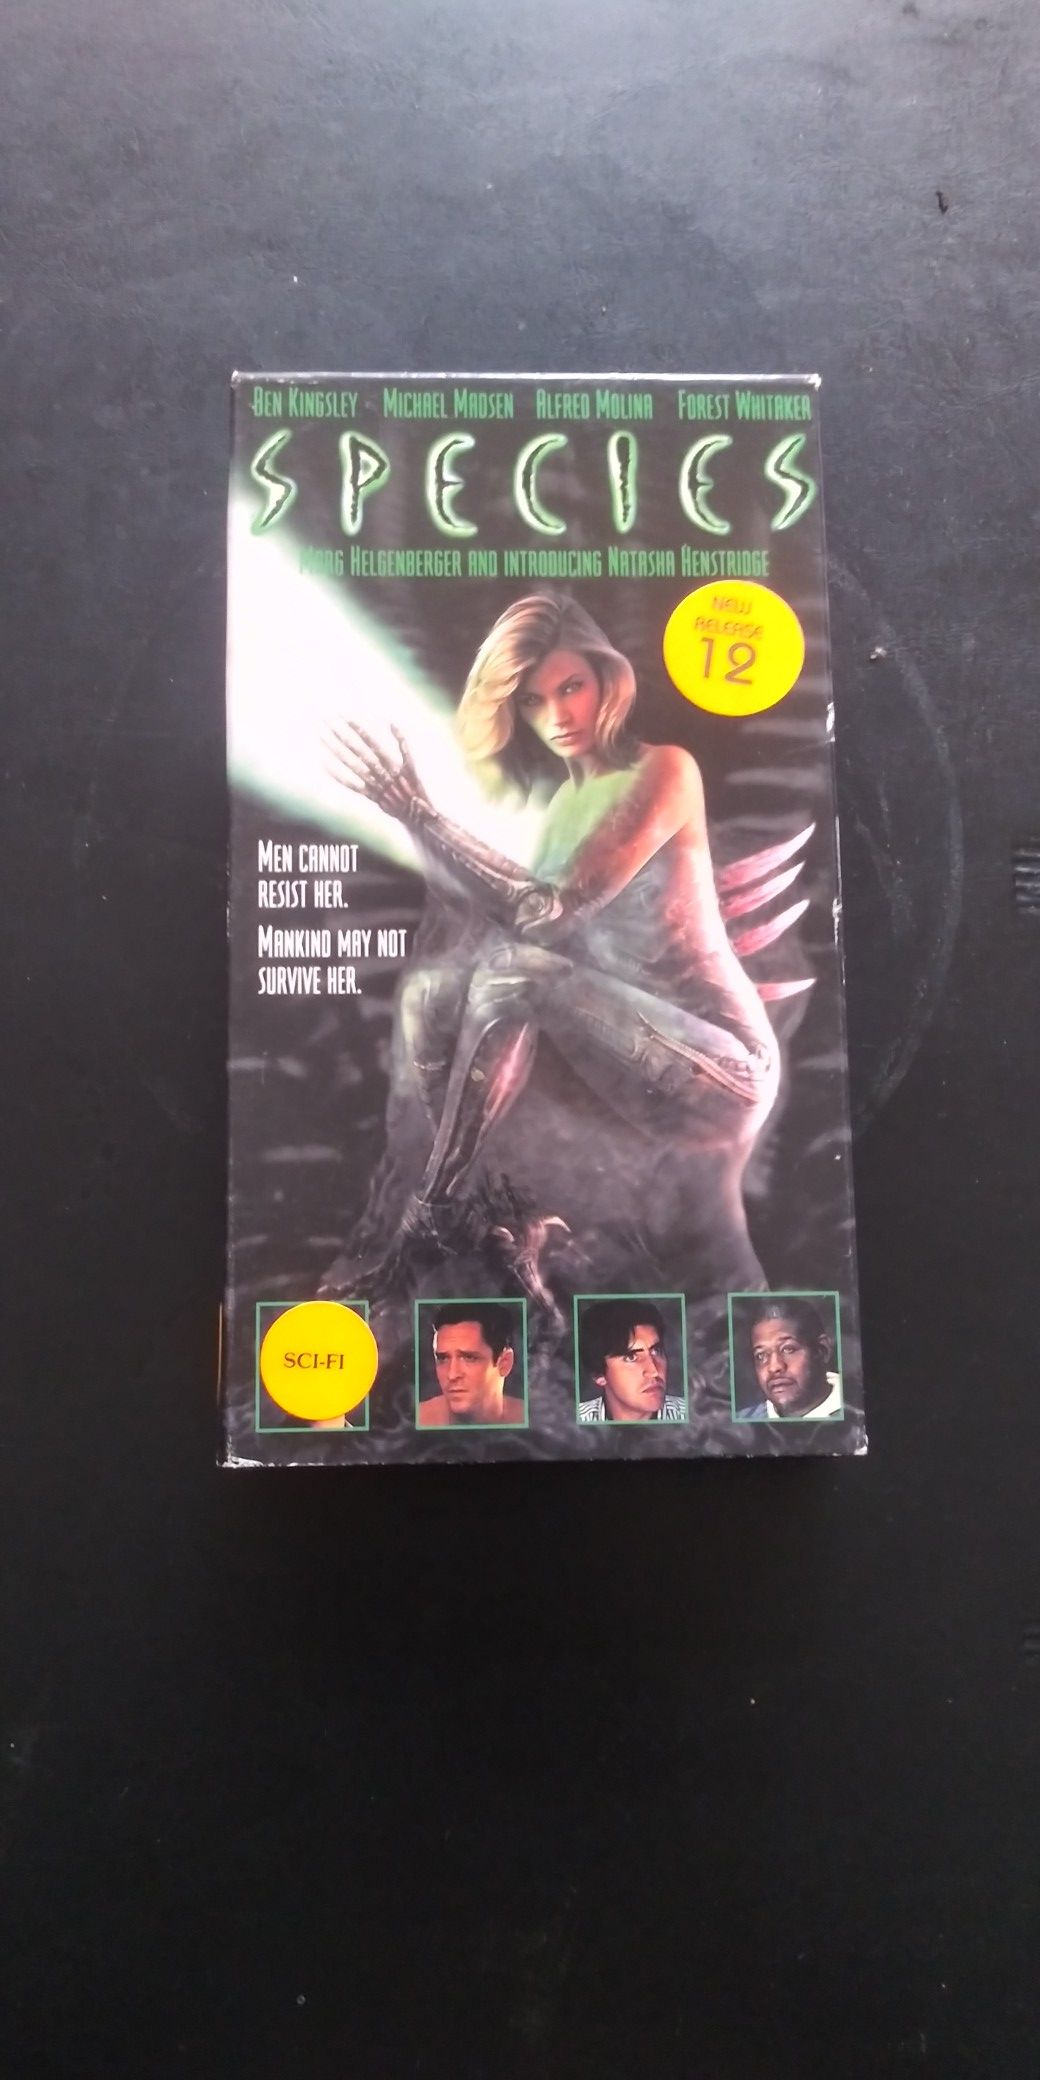 BEN KINGSLEY MICHAEL MADSEN ALFRED MOLINA FOREST WHITAKER
SPECIES
MARG HELGENBERGER AND INTRODUCING NATASHA HENSTRIDGE
NEW
RELEASE
12
MEN CANNOT
RESIST HER.
MANKIND MAY NOT
SURVIVE HER.
SCI-FI